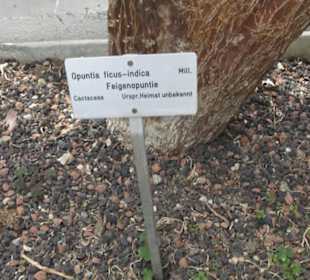 Opuntia ficus-indica Mill.
Feigenopuntie
Cactaceae Urspr.Heimat unbekannt